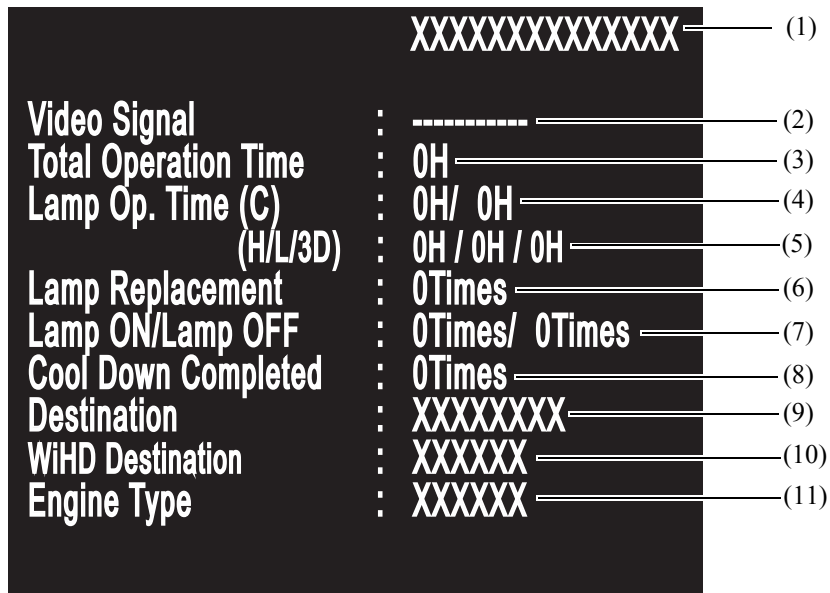 XXXXXXXXXXXXXX (1)
Video Signal : ----------- (2)
Total Operation Time : 0H (3)
Lamp Op. Time (C) : 0H/ 0H (4)
(H/L/3D) : 0H / 0H / 0H (5)
Lamp Replacement : 0Times (6)
Lamp ON/Lamp OFF : 0Times/ 0Times (7)
Cool Down Completed : 0Times (8)
Destination : XXXXXXXX (9)
WiHD Destination : XXXXXX (10)
Engine Type : XXXXXX (11)